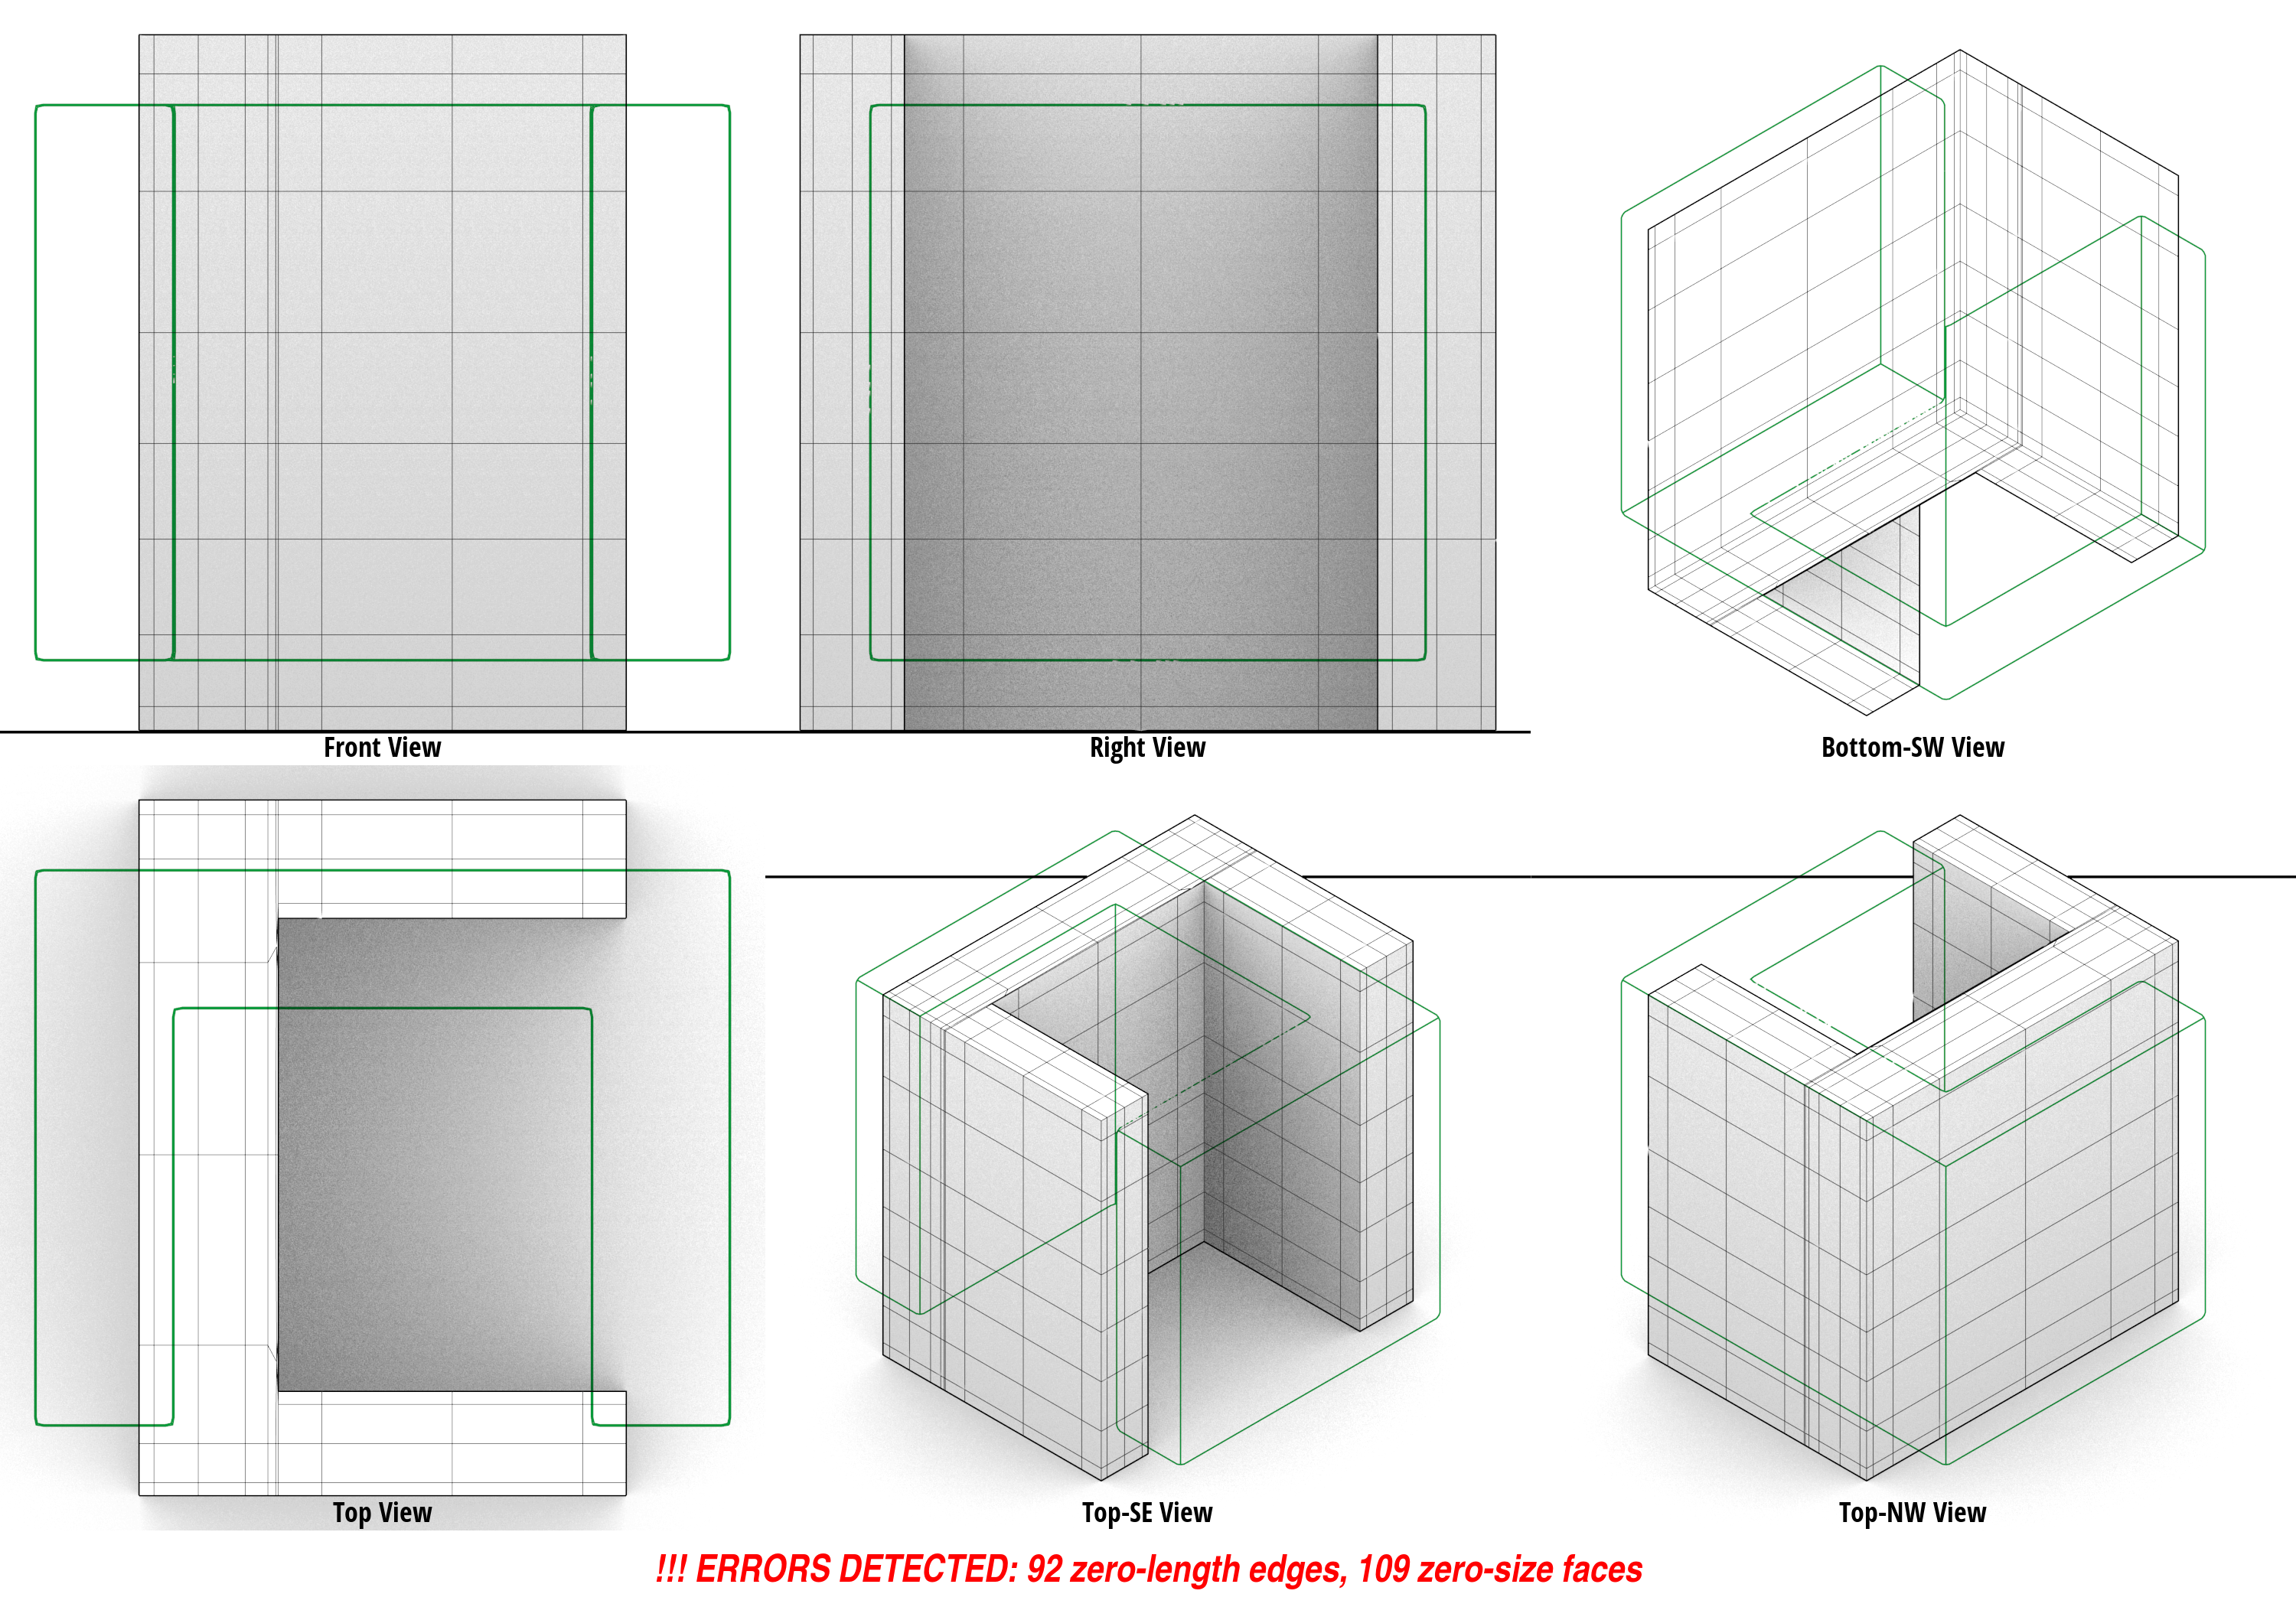 Front View
Right View
Bottom-SW View
Top View
Top-SE View
Top-NW View
!!! ERRORS DETECTED: 92 zero-length edges, 109 zero-size faces